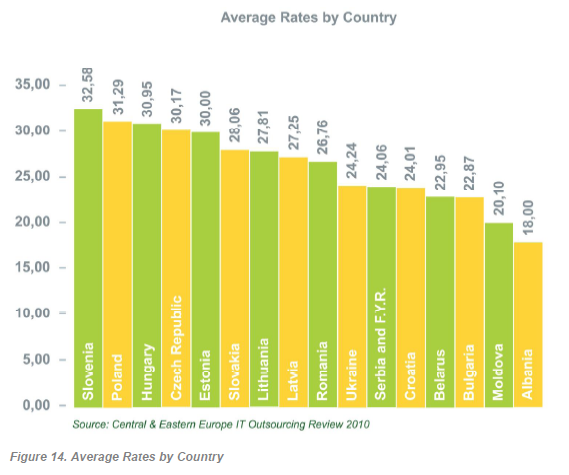 Average Rates by Country
35,00
30,00
25,00
20,00
15,00
10,00
5,00
0,00
32,58
31,29
30,95
30,17
30,00
28,06
27,81
27,25
26,76
24,24
24,06
24,01
22,95
22,87
20,10
18,00
Slovenia
Poland
Hungary
Czech Republic
Estonia
Slovakia
Lithuania
Latvia
Romania
Ukraine
Serbia and F.Y.R.
Croatia
Belarus
Bulgaria
Moldova
Albania
Source: Central & Eastern Europe IT Outsourcing Review 2010
Figure 14. Average Rates by Country